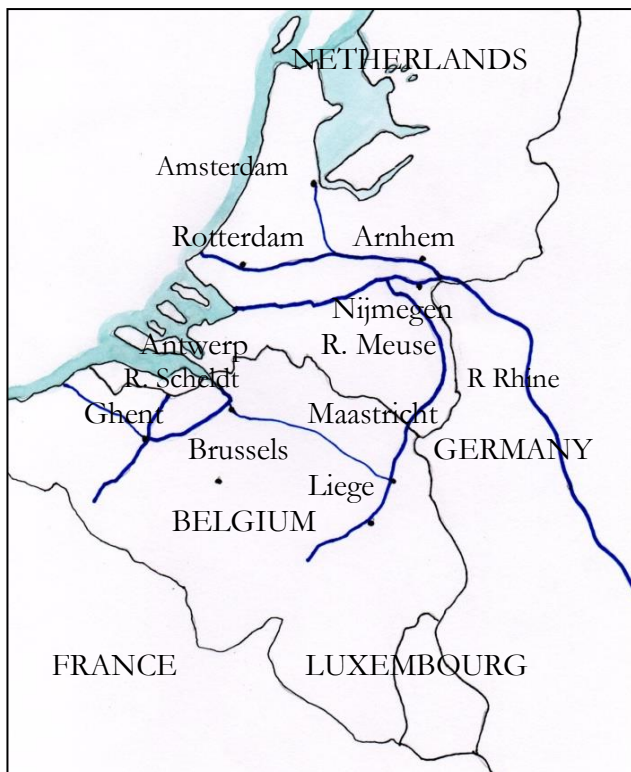 NETHERLANDS
Amsterdam
Rotterdam
Arnhem
Nijmegen
Antwerp
R. Meuse
R. Scheldt
R Rhine
Ghent
Maastricht
Brussels
GERMANY
Liege
BELGIUM
FRANCE
LUXEMBOURG